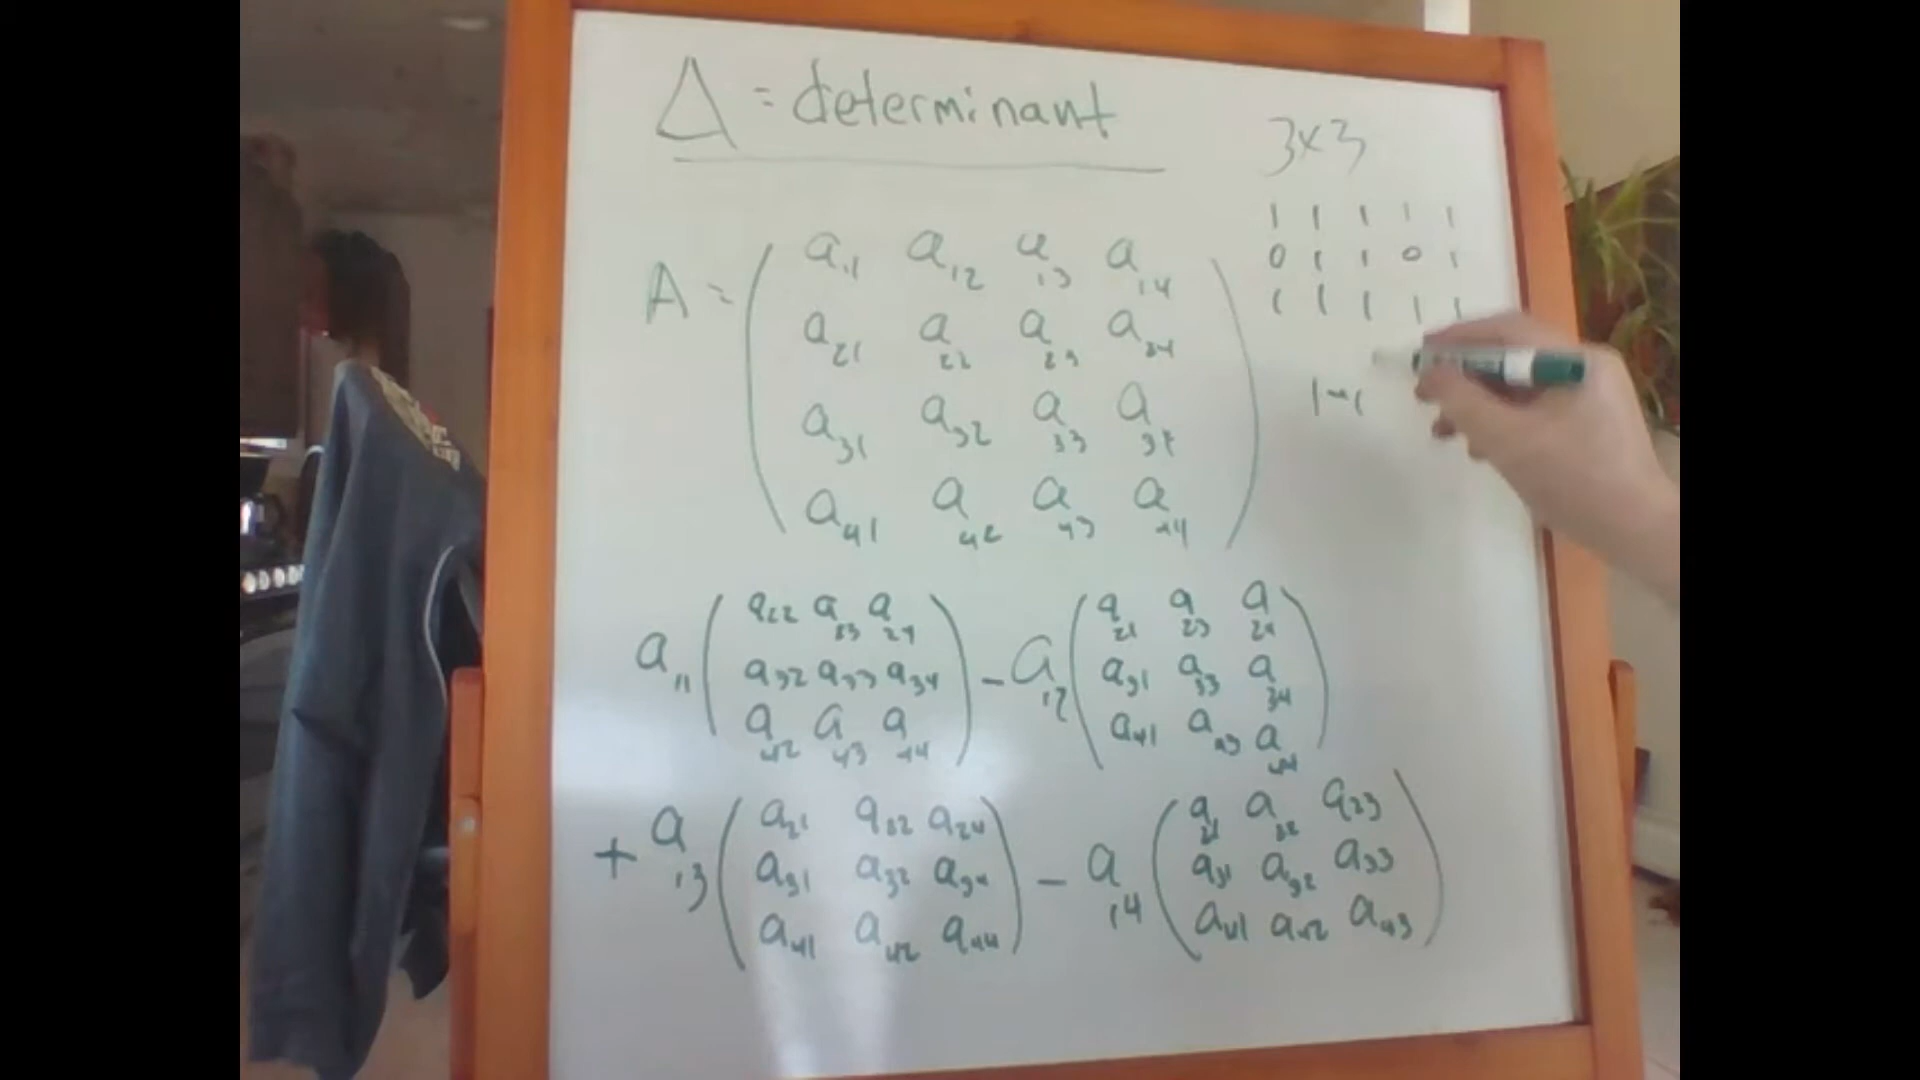 Δ = determinant
3x3
1 1 1 1 1
0 1 1 0 1
1 1 1 1 1
1-1
A = ( a11 a12 a13 a14
a21 a22 a23 a24
a31 a32 a33 a34
a41 a42 a43 a44 )
a11 ( a22 a23 a24 ) - a12 ( a21 a23 a24 )
a32 a33 a34 a31 a33 a34
a42 a43 a44 a41 a43 a44
+ a13 ( a21 a22 a24 ) - a14 ( a21 a22 a23 )
a31 a32 a34 a31 a32 a33
a41 a42 a44 a41 a42 a43